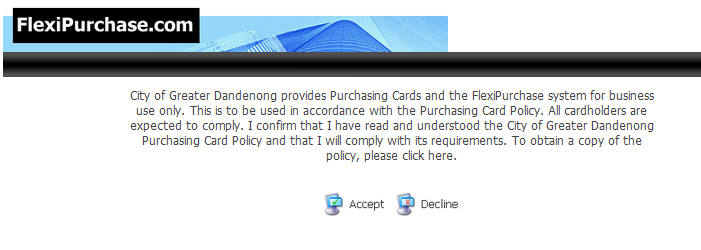 FlexiPurchase.com
City of Greater Dandenong provides Purchasing Cards and the FlexiPurchase system for business
use only. This is to be used in accordance with the Purchasing Card Policy. All cardholders are
expected to comply. I confirm that I have read and understood the City of Greater Dandenong
Purchasing Card Policy and that I will comply with its requirements. To obtain a copy of the
policy, please click here.
Accept Decline